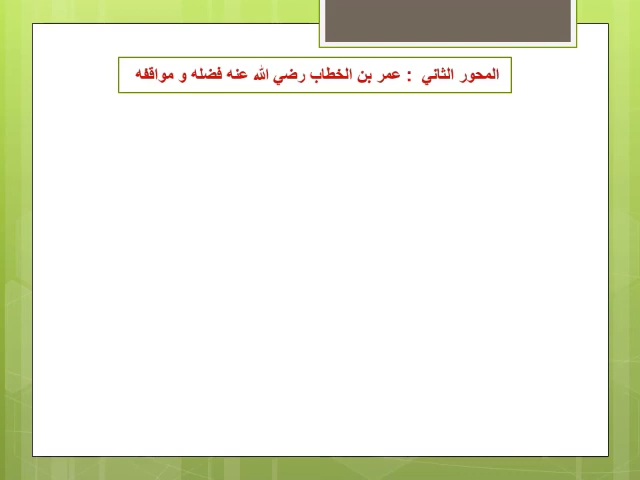 المحور الثاني : عمر بن الخطاب رضي الله عنه فضله و مواقفه